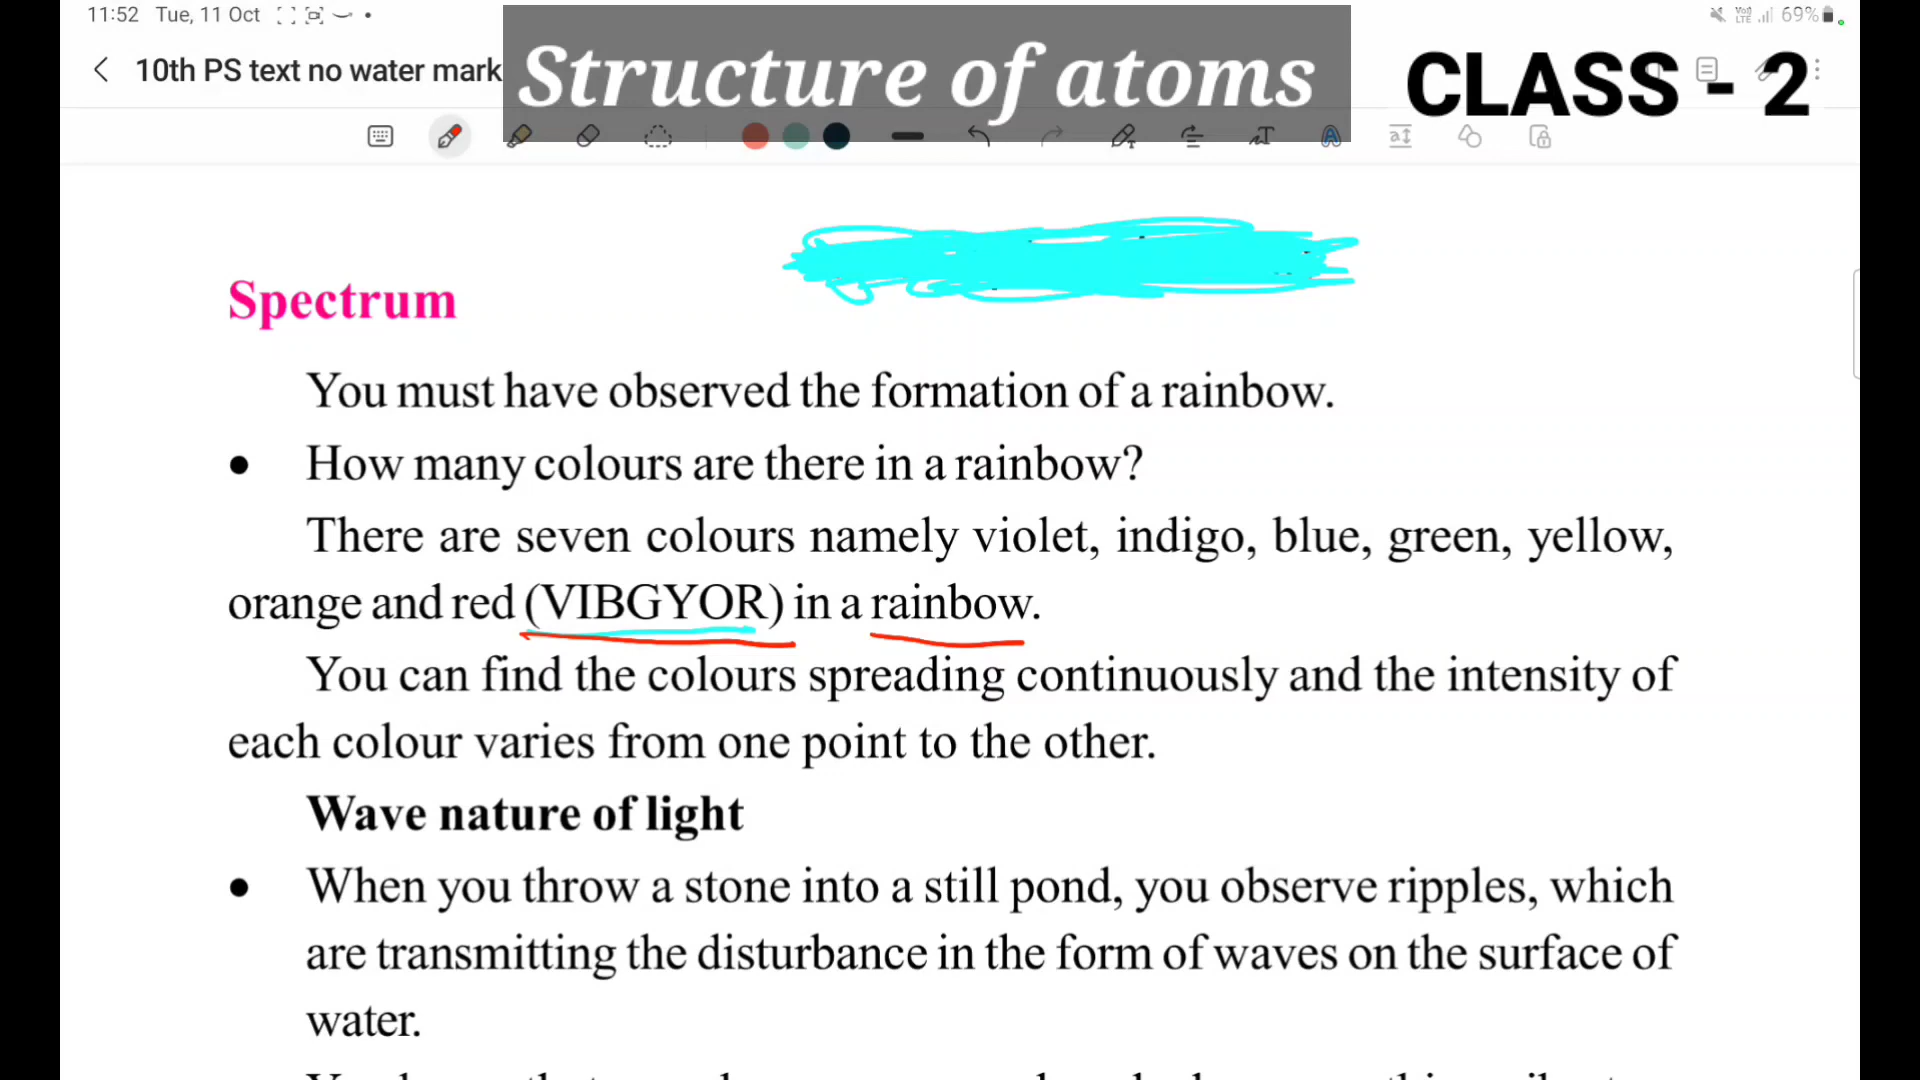 11:52 Tue, 11 Oct
69%
10th PS text no water mark
Structure of atoms
CLASS - 2
Spectrum
You must have observed the formation of a rainbow.
• How many colours are there in a rainbow?
There are seven colours namely violet, indigo, blue, green, yellow,
orange and red (VIBGYOR) in a rainbow.
You can find the colours spreading continuously and the intensity of
each colour varies from one point to the other.
Wave nature of light
• When you throw a stone into a still pond, you observe ripples, which
are transmitting the disturbance in the form of waves on the surface of
water.